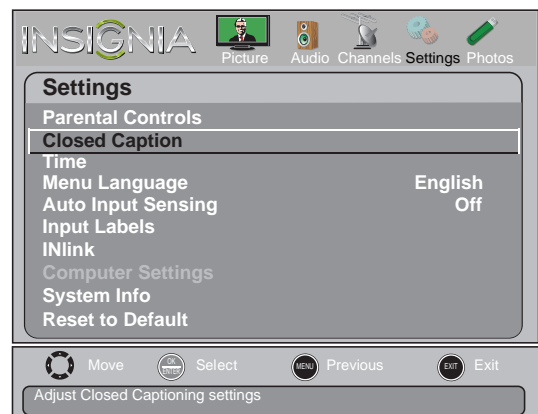 INSIGNIA
Picture Audio Channels Settings Photos
Settings
Parental Controls
Closed Caption
Time
Menu Language English
Auto Input Sensing Off
Input Labels
INlink
Computer Settings
System Info
Reset to Default
Move OK ENTER Select MENU Previous EXIT Exit
Adjust Closed Captioning settings